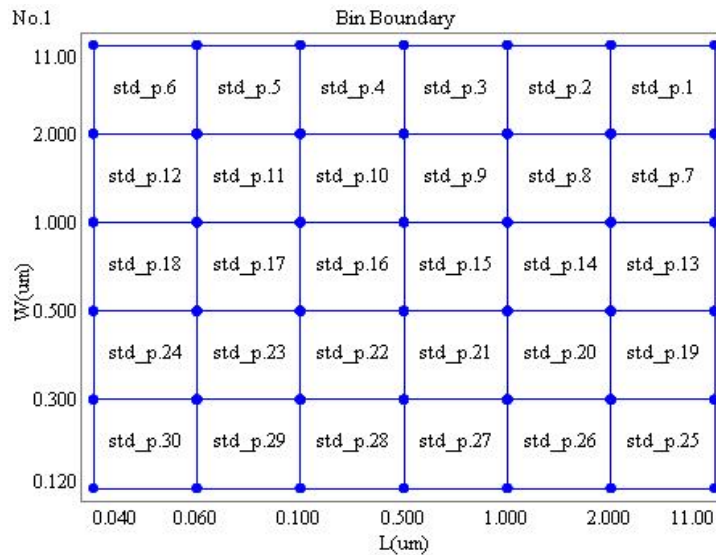 No.1 Bin Boundary
11.00
std_p.6 std_p.5 std_p.4 std_p.3 std_p.2 std_p.1
2.000
std_p.12 std_p.11 std_p.10 std_p.9 std_p.8 std_p.7
1.000
std_p.18 std_p.17 std_p.16 std_p.15 std_p.14 std_p.13
W(um)
0.500
std_p.24 std_p.23 std_p.22 std_p.21 std_p.20 std_p.19
0.300
std_p.30 std_p.29 std_p.28 std_p.27 std_p.26 std_p.25
0.120
0.040 0.060 0.100 0.500 1.000 2.000 11.00
L(um)